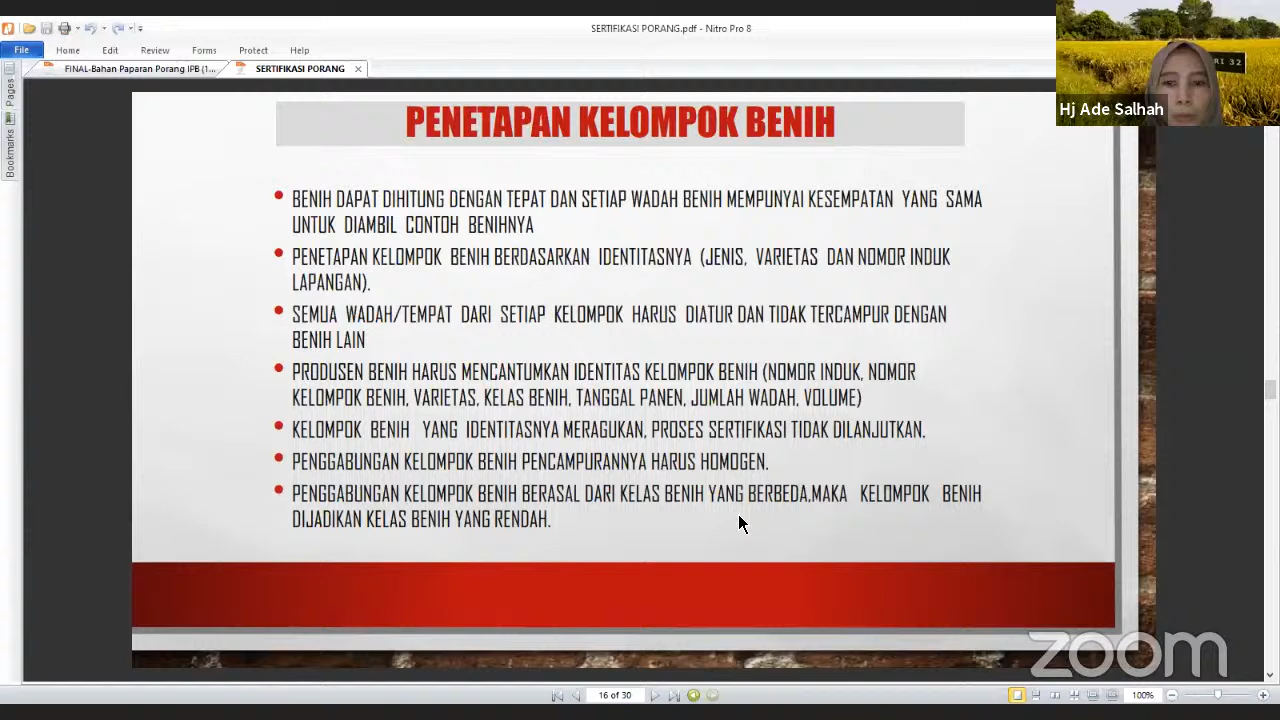 SERTIFIKASI PORANG.pdf - Nitro Pro 8
File Home Edit Review Forms Protect Help
FINAL-Bahan Paparan Porang IPB (1... SERTIFIKASI PORANG
Pages
Bookmarks
RI 32
Hj Ade Salhah
PENETAPAN KELOMPOK BENIH
• BENIH DAPAT DIHITUNG DENGAN TEPAT DAN SETIAP WADAH BENIH MEMPUNYAI KESEMPATAN YANG SAMA
UNTUK DIAMBIL CONTOH BENIHNYA
• PENETAPAN KELOMPOK BENIH BERDASARKAN IDENTITASNYA (JENIS, VARIETAS DAN NOMOR INDUK
LAPANGAN).
• SEMUA WADAH/TEMPAT DARI SETIAP KELOMPOK HARUS DIATUR DAN TIDAK TERCAMPUR DENGAN
BENIH LAIN
• PRODUSEN BENIH HARUS MENCANTUMKAN IDENTITAS KELOMPOK BENIH (NOMOR INDUK, NOMOR
KELOMPOK BENIH, VARIETAS, KELAS BENIH, TANGGAL PANEN, JUMLAH WADAH, VOLUME)
• KELOMPOK BENIH YANG IDENTITASNYA MERAGUKAN, PROSES SERTIFIKASI TIDAK DILANJUTKAN.
• PENGGABUNGAN KELOMPOK BENIH PENCAMPURANNYA HARUS HOMOGEN.
• PENGGABUNGAN KELOMPOK BENIH BERASAL DARI KELAS BENIH YANG BERBEDA,MAKA KELOMPOK BENIH
DIJADIKAN KELAS BENIH YANG RENDAH.
zoom
16 of 30
100%